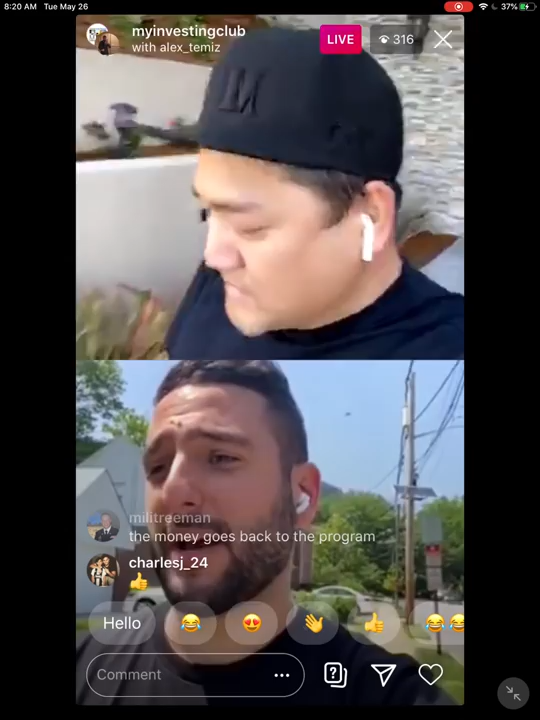 8:20 AM Tue May 26
37%
myinvestingclub
with alex_temiz
LIVE
316
militreeman
the money goes back to the program
charlesj_24
👍
Hello 😂 😍 👋 👍 😂😂
Comment